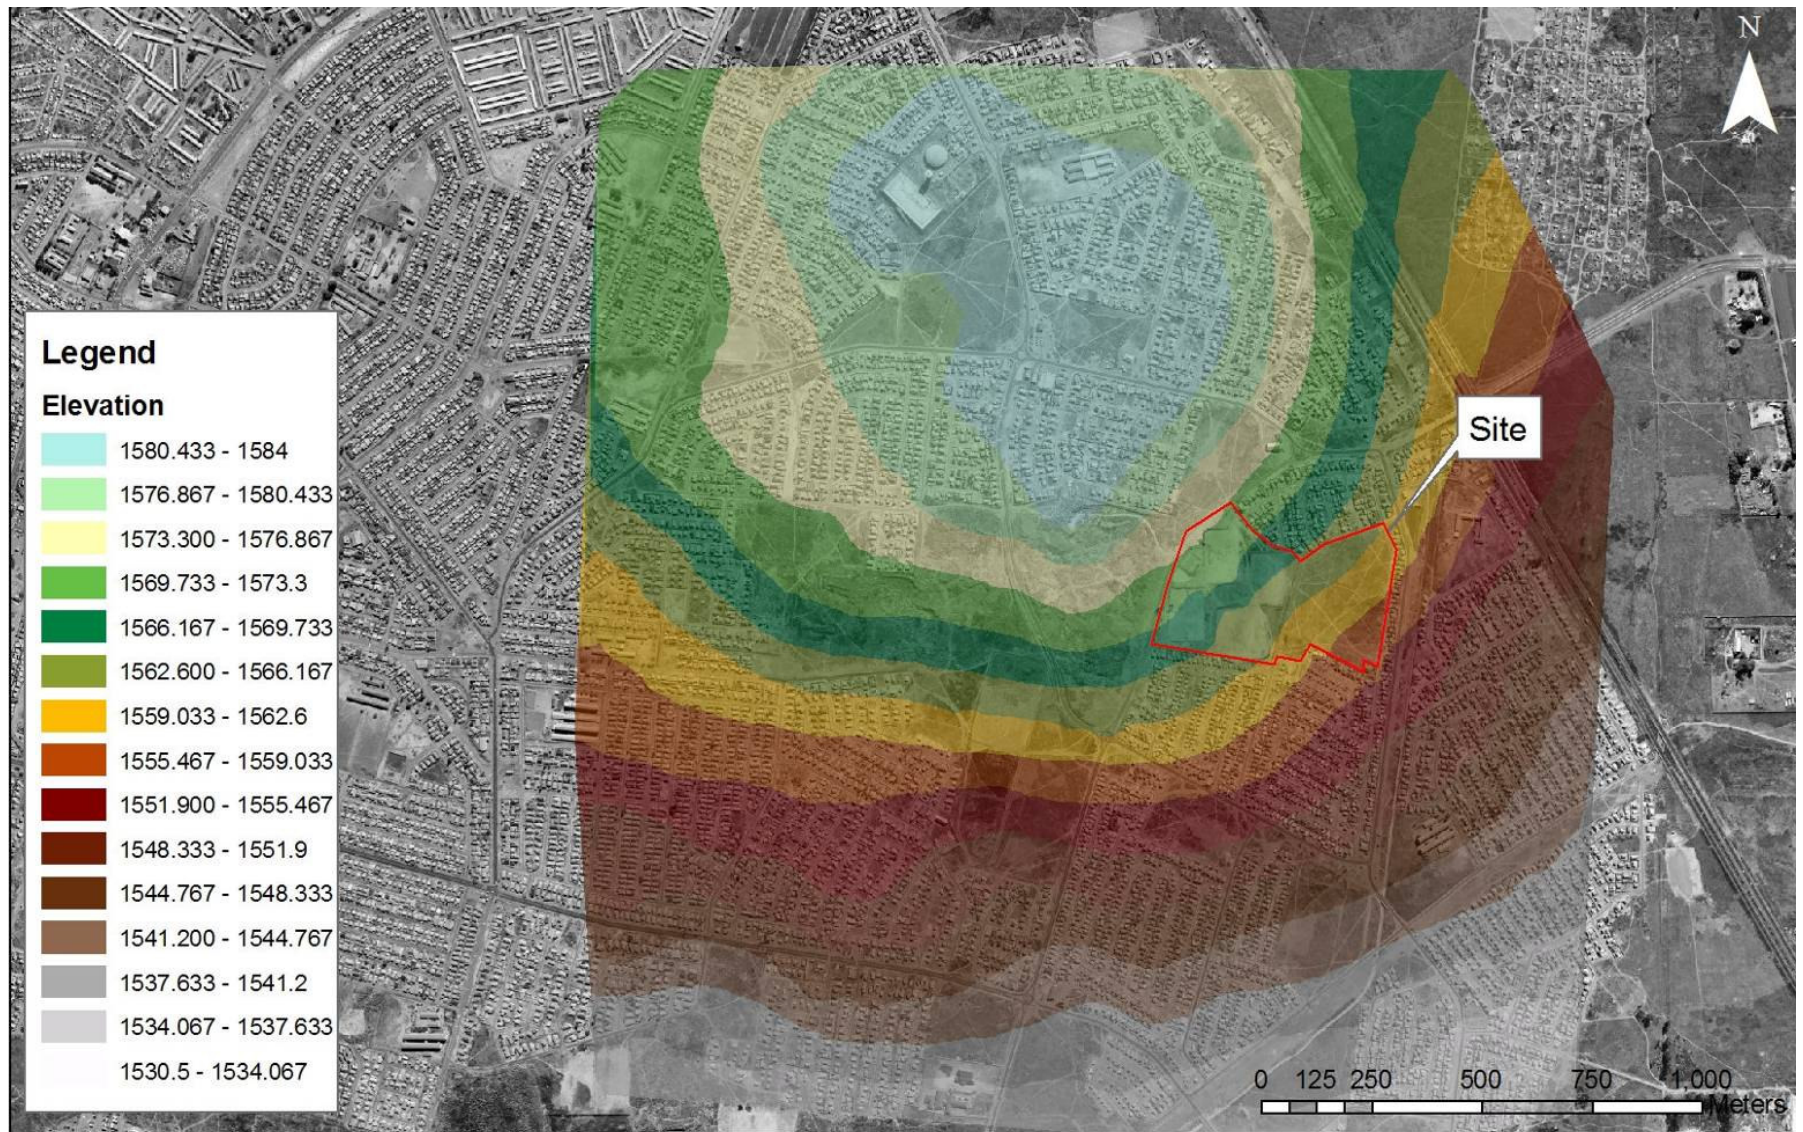 N
Site
Legend
Elevation
1580.433 - 1584
1576.867 - 1580.433
1573.300 - 1576.867
1569.733 - 1573.3
1566.167 - 1569.733
1562.600 - 1566.167
1559.033 - 1562.6
1555.467 - 1559.033
1551.900 - 1555.467
1548.333 - 1551.9
1544.767 - 1548.333
1541.200 - 1544.767
1537.633 - 1541.2
1534.067 - 1537.633
1530.5 - 1534.067
0 125 250 500 750 1,000
Meters